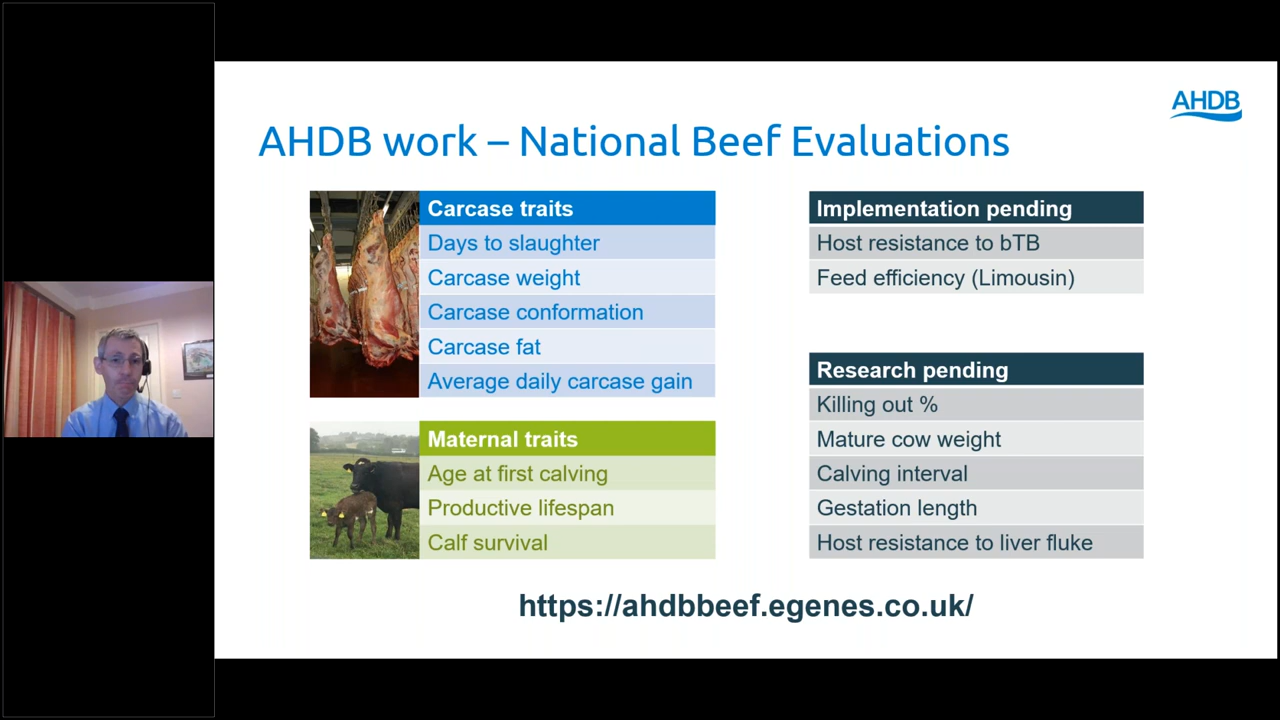 AHDB
AHDB work – National Beef Evaluations
Carcase traits
Days to slaughter
Carcase weight
Carcase conformation
Carcase fat
Average daily carcase gain
Maternal traits
Age at first calving
Productive lifespan
Calf survival
Implementation pending
Host resistance to bTB
Feed efficiency (Limousin)
Research pending
Killing out %
Mature cow weight
Calving interval
Gestation length
Host resistance to liver fluke
https://ahdbbeef.egenes.co.uk/